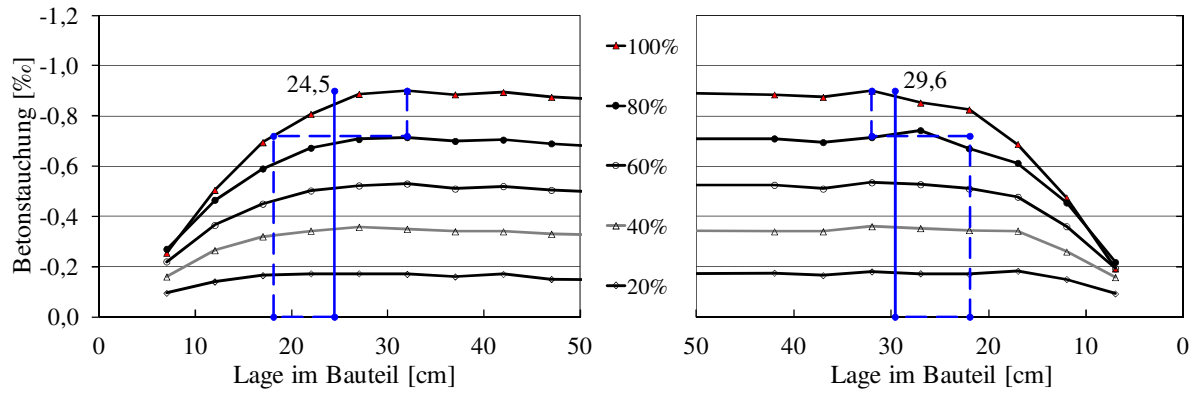 Betonstauchung [‰]
-1,2
-1,0
-0,8
-0,6
-0,4
-0,2
0,0
24,5
0 10 20 30 40 50
Lage im Bauteil [cm]
100%
80%
60%
40%
20%
29,6
50 40 30 20 10 0
Lage im Bauteil [cm]